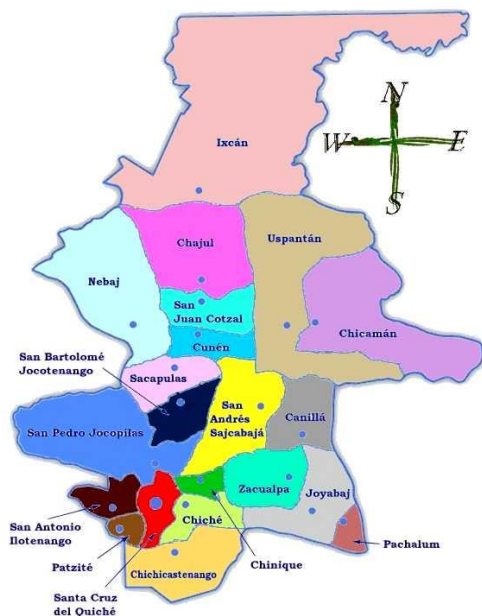 Ixcán
N
W
E
S
Chajul
Uspantán
Nebaj
San
Juan Cotzal
Chicamán
Cunén
San Bartolomé
Jocotenango
Sacapulas
San
Andrés
Sajcabajá
Canillá
San Pedro Jocopilas
Zacualpa
Joyabaj
San Antonio
Ilotenango
Chiché
Chinique
Pachalum
Patzité
Chichicastenango
Santa Cruz
del Quiché